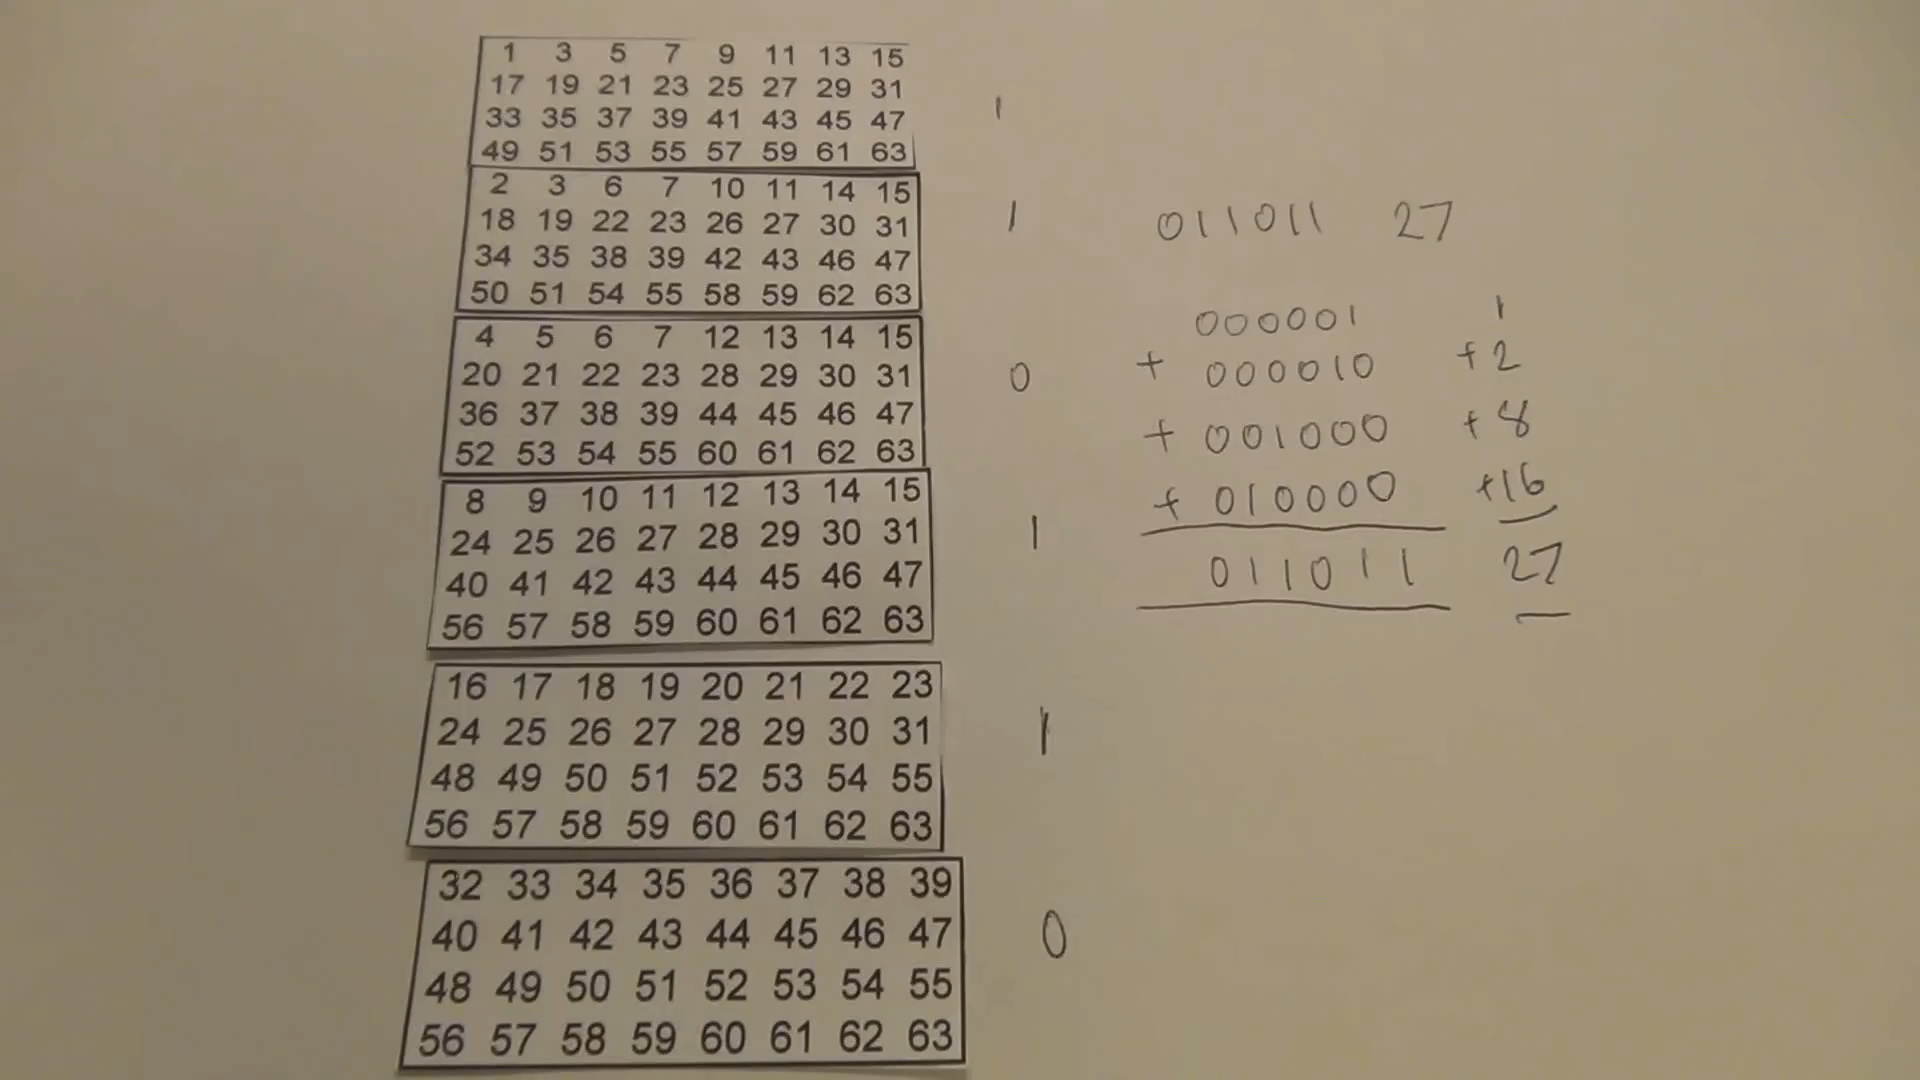 1 3 5 7 9 11 13 15
17 19 21 23 25 27 29 31
33 35 37 39 41 43 45 47
49 51 53 55 57 59 61 63
1
2 3 6 7 10 11 14 15
18 19 22 23 26 27 30 31
34 35 38 39 42 43 46 47
50 51 54 55 58 59 62 63
1
4 5 6 7 12 13 14 15
20 21 22 23 28 29 30 31
36 37 38 39 44 45 46 47
52 53 54 55 60 61 62 63
0
8 9 10 11 12 13 14 15
24 25 26 27 28 29 30 31
40 41 42 43 44 45 46 47
56 57 58 59 60 61 62 63
1
16 17 18 19 20 21 22 23
24 25 26 27 28 29 30 31
48 49 50 51 52 53 54 55
56 57 58 59 60 61 62 63
1
32 33 34 35 36 37 38 39
40 41 42 43 44 45 46 47
48 49 50 51 52 53 54 55
56 57 58 59 60 61 62 63
0
011011 27
000001 1
+ 000010 +2
+ 001000 +8
+ 010000 +16
011011 27